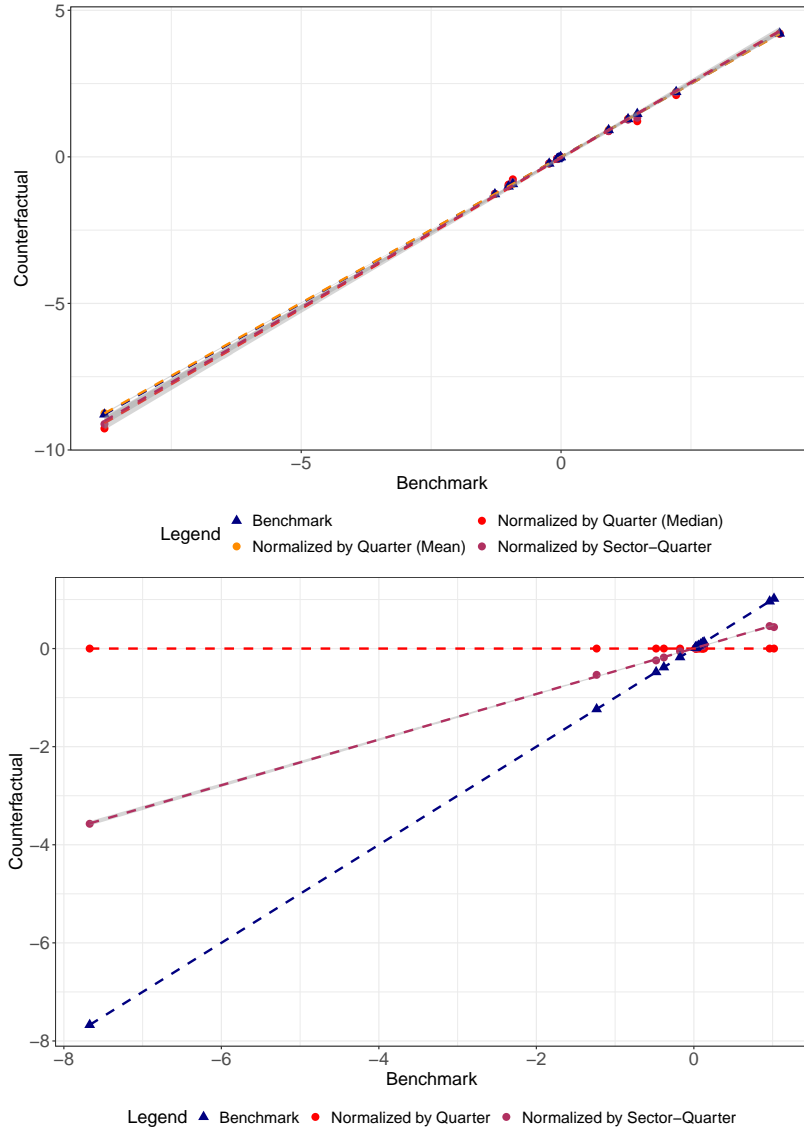 5
0
−5
−10
Counterfactual
−5 0
Benchmark
Legend Benchmark Normalized by Quarter (Median)
Normalized by Quarter (Mean) Normalized by Sector−Quarter
0
−2
−4
−6
−8
Counterfactual
−8 −6 −4 −2 0
Benchmark
Legend Benchmark Normalized by Quarter Normalized by Sector−Quarter